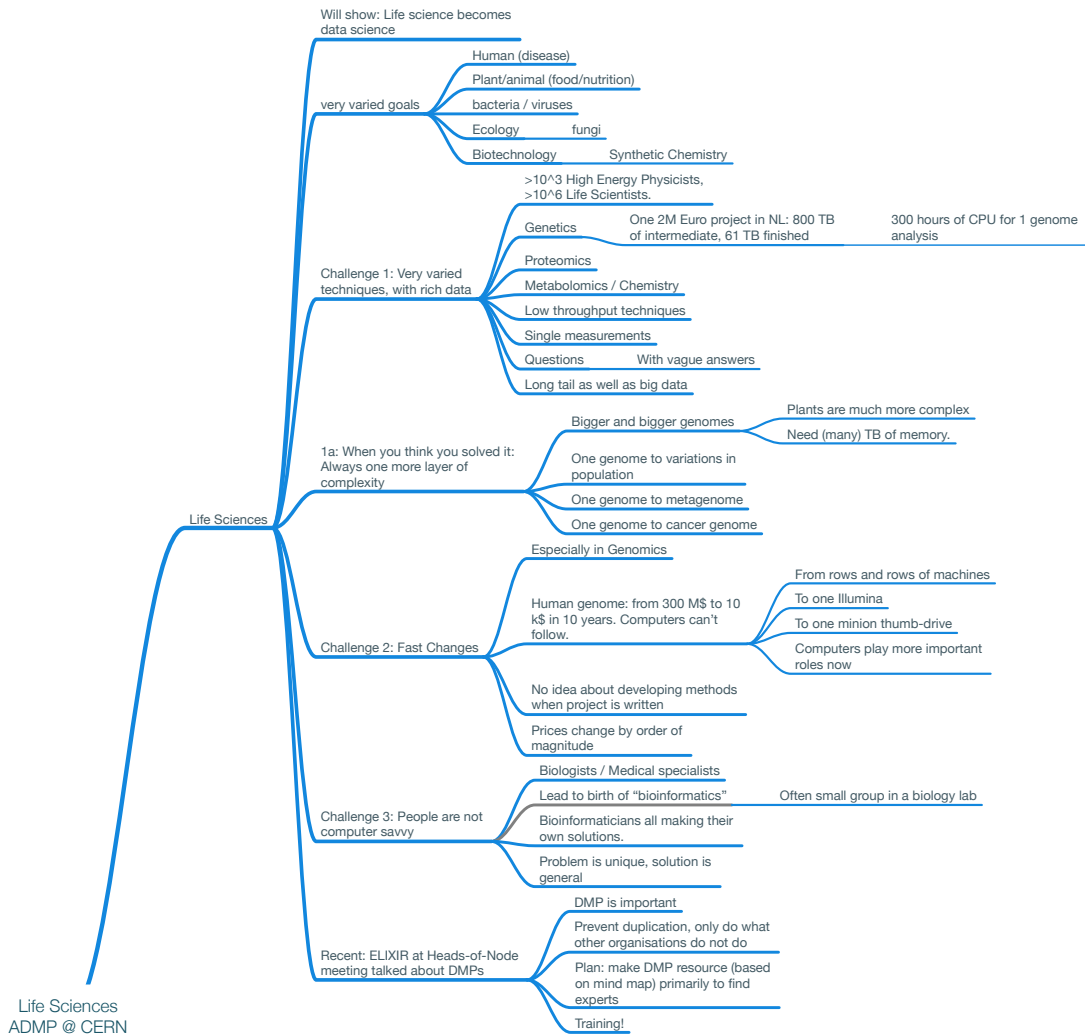 Will show: Life science becomes
data science
very varied goals
Human (disease)
Plant/animal (food/nutrition)
bacteria / viruses
Ecology
fungi
Biotechnology
Synthetic Chemistry
Challenge 1: Very varied
techniques, with rich data
>10^3 High Energy Physicists,
>10^6 Life Scientists.
Genetics
One 2M Euro project in NL: 800 TB
of intermediate, 61 TB finished
300 hours of CPU for 1 genome
analysis
Proteomics
Metabolomics / Chemistry
Low throughput techniques
Single measurements
Questions
With vague answers
Long tail as well as big data
1a: When you think you solved it:
Always one more layer of
complexity
Bigger and bigger genomes
Plants are much more complex
Need (many) TB of memory.
One genome to variations in
population
One genome to metagenome
One genome to cancer genome
Life Sciences
Challenge 2: Fast Changes
Especially in Genomics
Human genome: from 300 M$ to 10
k$ in 10 years. Computers can't
follow.
From rows and rows of machines
To one Illumina
To one minion thumb-drive
Computers play more important
roles now
No idea about developing methods
when project is written
Prices change by order of
magnitude
Challenge 3: People are not
computer savvy
Biologists / Medical specialists
Lead to birth of “bioinformatics”
Often small group in a biology lab
Bioinformaticians all making their
own solutions.
Problem is unique, solution is
general
Recent: ELIXIR at Heads-of-Node
meeting talked about DMPs
DMP is important
Prevent duplication, only do what
other organisations do not do
Plan: make DMP resource (based
on mind map) primarily to find
experts
Training!
Life Sciences
ADMP @ CERN